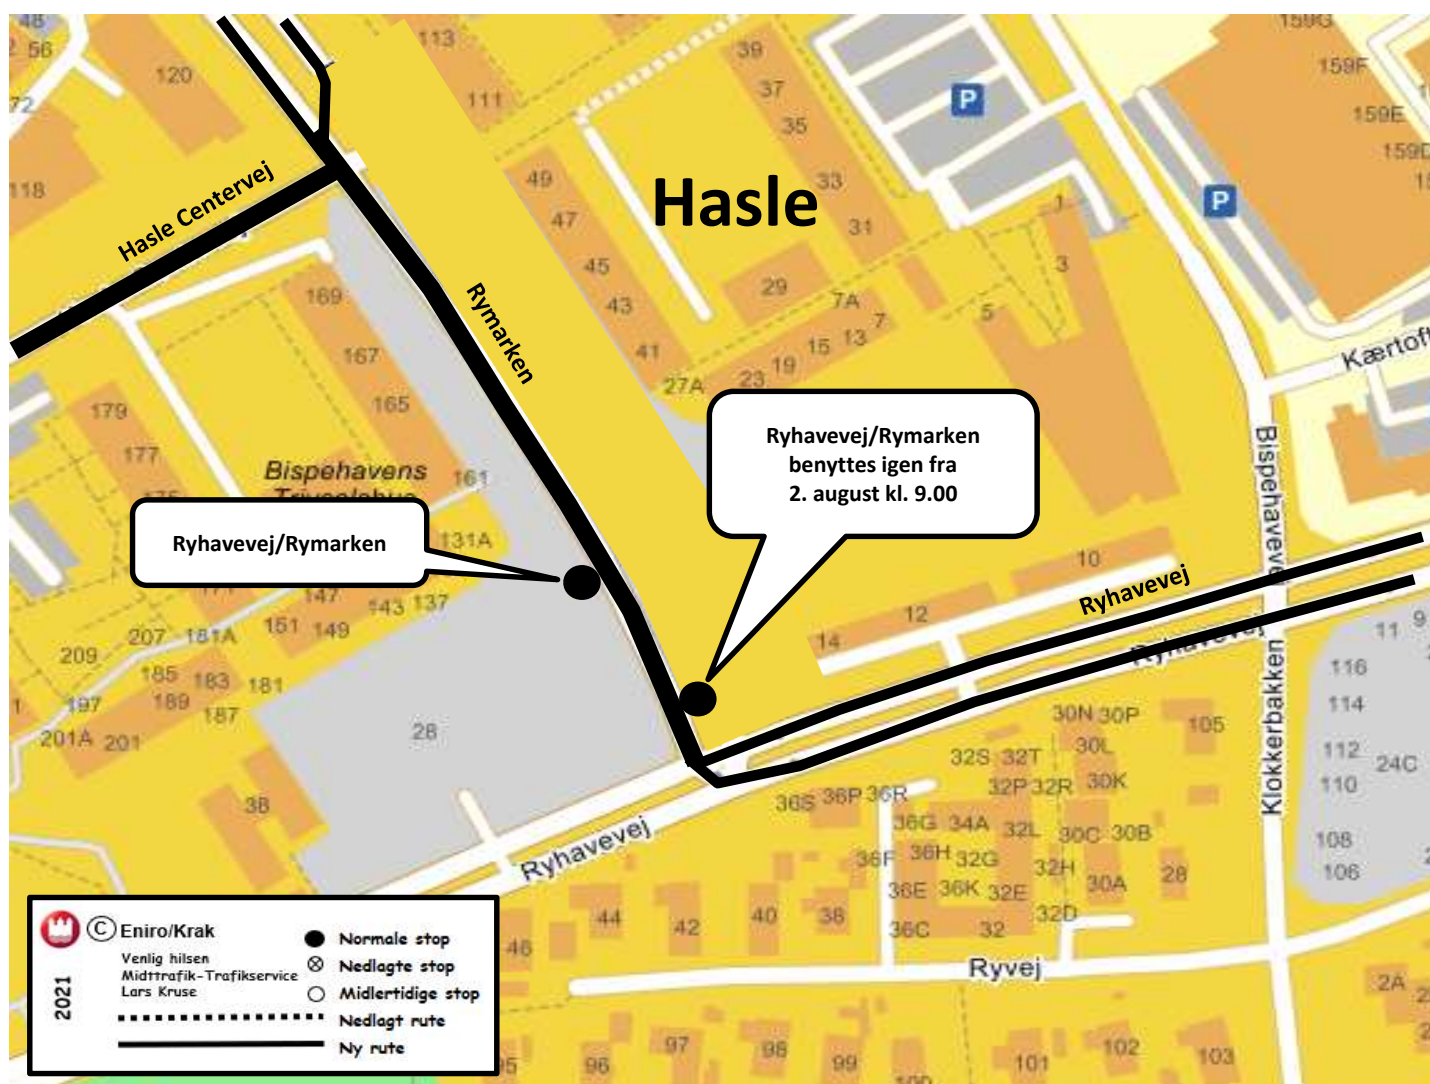 48
56
72
120
118
113
111
39
37
35
33
31
159G
159F
159E
159D
P
P
Hasle
Hasle Centervej
Rymarken
49
47
45
43
41
29
27A
23
19
15
13
7A
7
5
3
1
169
167
165
179
177
Bispehavens
161
Kærtoft
Ryhavevej/Rymarken
benyttes igen fra
2. august kl. 9.00
Ryhavevej/Rymarken
131A
147
143
137
151
149
207
181A
209
185
183
181
197
189
187
201A
201
28
38
14
12
10
Ryhavevej
Ryhavevej
Ryhavevej
Bispehavevej
Klokkerbakken
11
9
116
114
112
110
24C
108
106
30N
30P
105
30L
32S
32T
32P
32R
30K
36S
36P
36R
36G
34A
32L
30C
30B
36F
36H
32G
32H
36E
36K
32E
30A
28
36C
32
32D
46
44
42
40
38
Ryvej
2A
96
97
98
99
101
102
103
C Eniro/Krak
Venlig hilsen
Midttrafik-Trafikservice
Lars Kruse
2021
Normale stop
Nedlagte stop
Midlertidige stop
Nedlagt rute
Ny rute